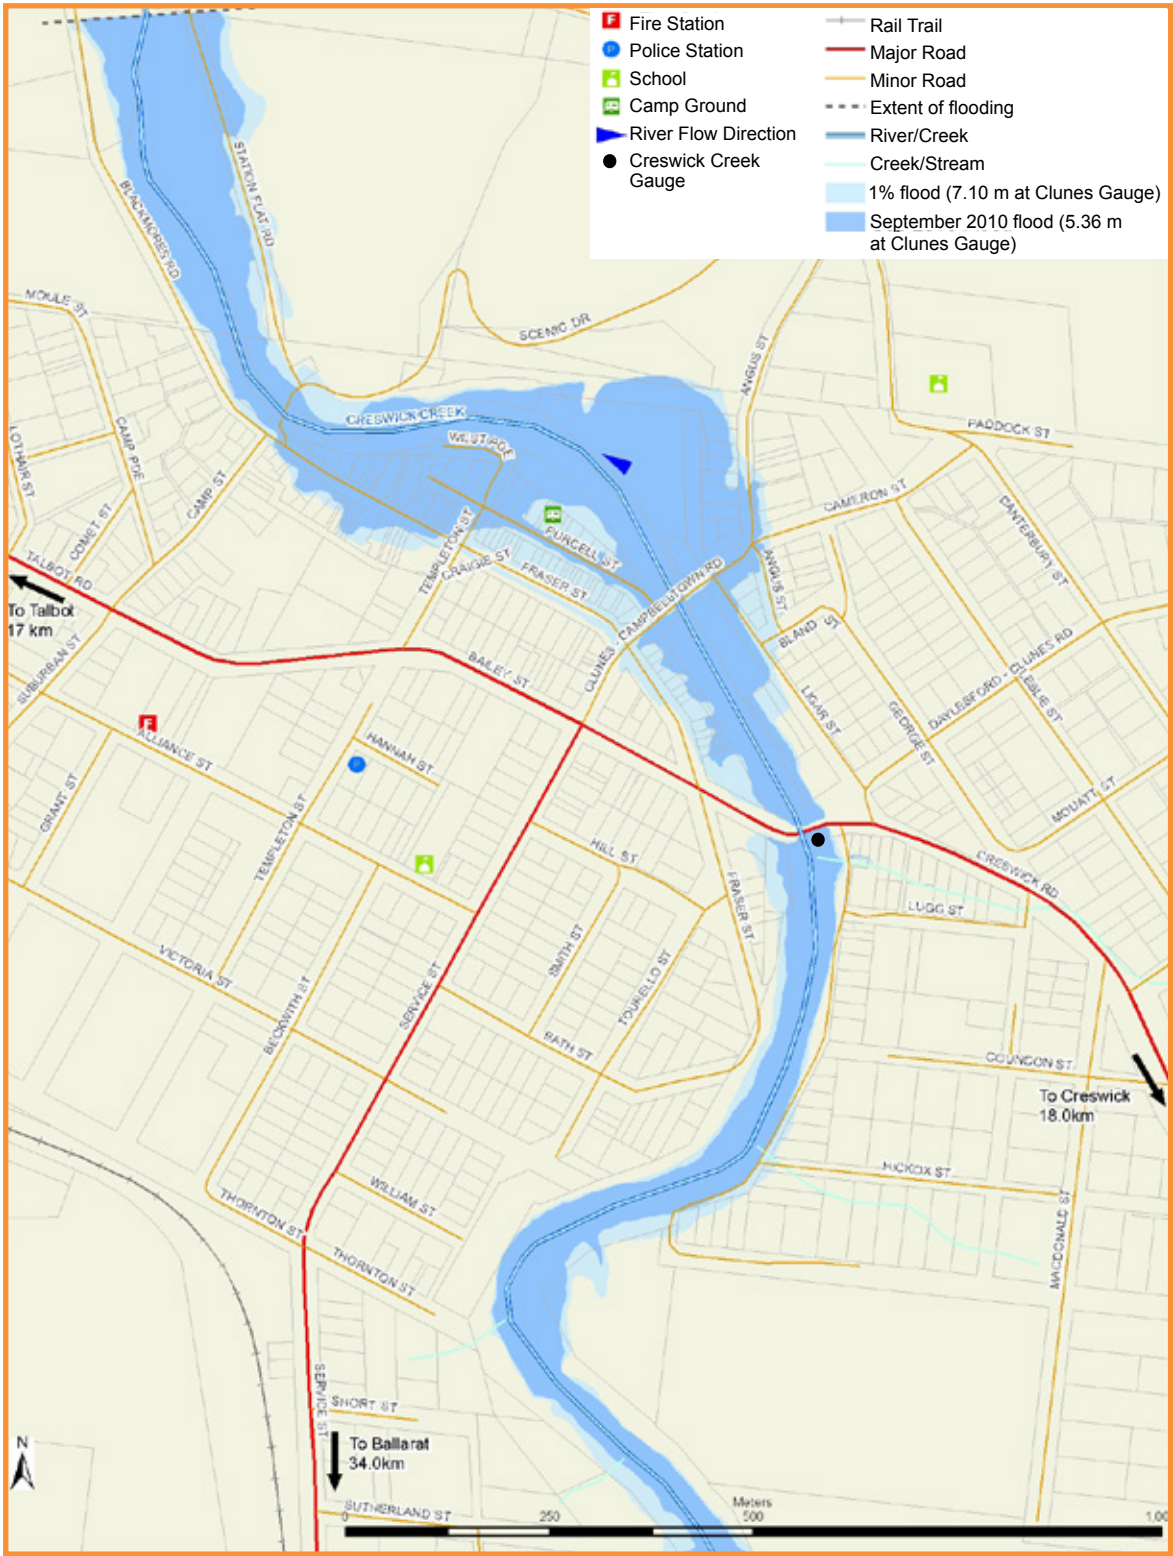 Fire Station
Police Station
School
Camp Ground
River Flow Direction
Creswick Creek
Gauge
Rail Trail
Major Road
Minor Road
Extent of flooding
River/Creek
Creek/Stream
1% flood (7.10 m at Clunes Gauge)
September 2010 flood (5.36 m
at Clunes Gauge)
STATION FLAT RD
BLACKMORES RD
MOULE ST
SCENIC DR
ANGUS ST
PADDOCK ST
CRESWICK CREEK
WILUT PDE
CAMP PDE
LOTHAIR ST
CAMP ST
COMET ST
CAMERON ST
CANTERBURY ST
TEMPLETON ST
PURCELL ST
CRAIGIE ST
FRASER ST
TALBOT RD
To Talbot
17 km
CLUNES - CAMPBELLTOWN RD
ANGUS ST
BLAND ST
SUBURBAN ST
BAILEY ST
DAYLESFORD - CLUNES RD
LESLIE ST
LIGAR ST
GEORGE ST
F
ALLIANCE ST
HANNAH ST
P
GRANT ST
TEMPLETON ST
MOUATT ST
HILL ST
CRESWICK RD
FRASER ST
LUGG ST
VICTORIA ST
SMITH ST
TOURELLO ST
BECKWITH ST
SERVICE ST
BATH ST
COUNDON ST
To Creswick
18.0km
HICKOX ST
WILLIAM ST
THORNTON ST
THORNTON ST
MACDONALD ST
SERVICE ST
SHORT ST
To Ballarat
34.0km
N
SUTHERLAND ST
Meters
0 250 500 1,00